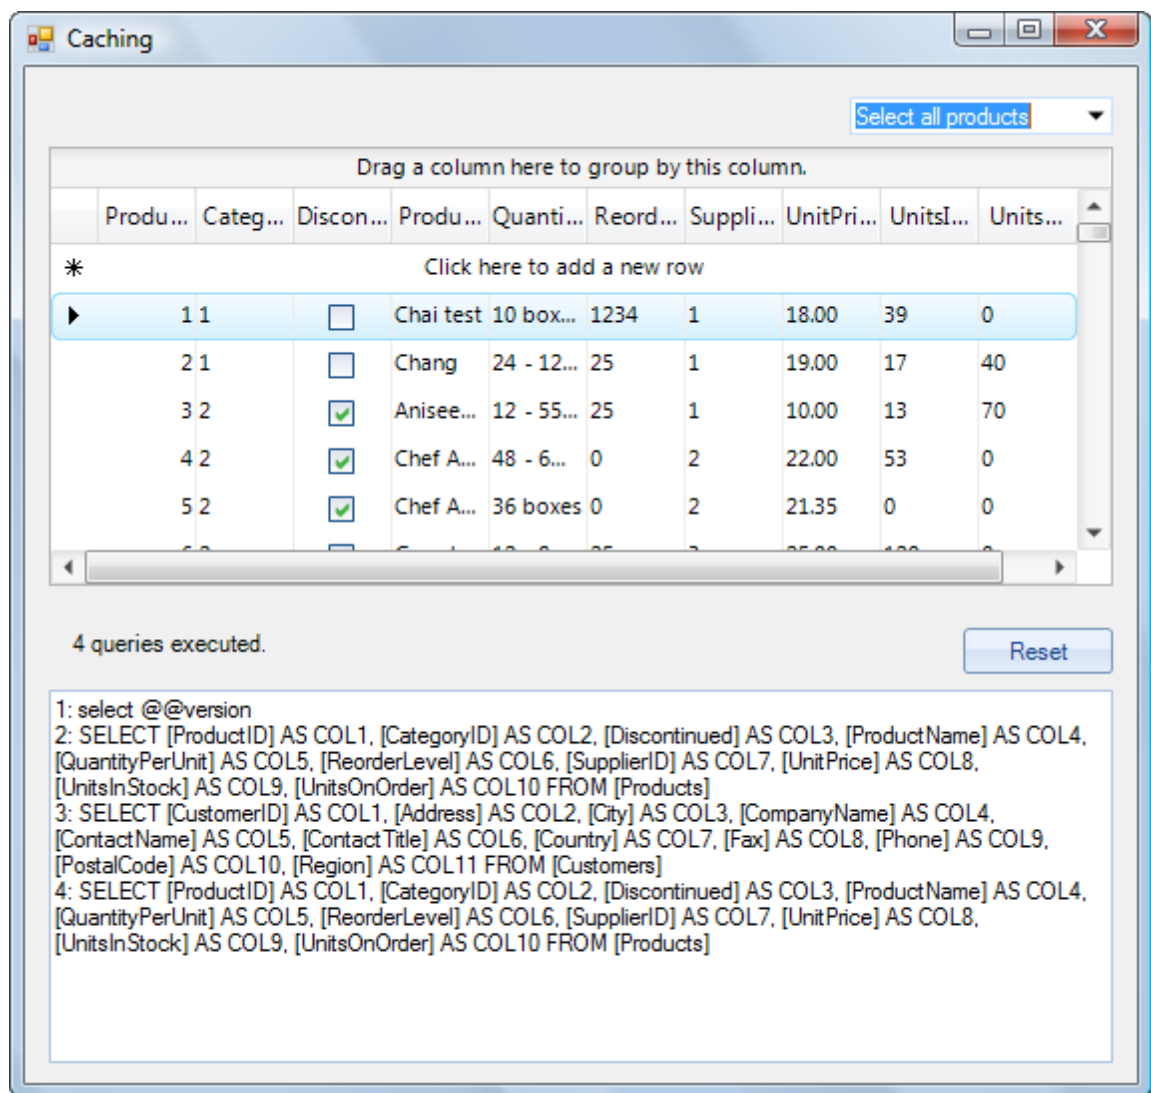 Caching
Select all products
Drag a column here to group by this column.
Produ... Categ... Discon... Produ... Quanti... Reord... Suppli... UnitPri... UnitsI... Units...
Click here to add a new row
1 1 Chai test 10 box... 1234 1 18.00 39 0
2 1 Chang 24 - 12... 25 1 19.00 17 40
3 2 Anisee... 12 - 55... 25 1 10.00 13 70
4 2 Chef A... 48 - 6... 0 2 22.00 53 0
5 2 Chef A... 36 boxes 0 2 21.35 0 0
4 queries executed.
Reset
1: select @@version
2: SELECT [ProductID] AS COL1, [CategoryID] AS COL2, [Discontinued] AS COL3, [ProductName] AS COL4,
[QuantityPerUnit] AS COL5, [ReorderLevel] AS COL6, [SupplierID] AS COL7, [UnitPrice] AS COL8,
[UnitsInStock] AS COL9, [UnitsOnOrder] AS COL10 FROM [Products]
3: SELECT [CustomerID] AS COL1, [Address] AS COL2, [City] AS COL3, [CompanyName] AS COL4,
[ContactName] AS COL5, [ContactTitle] AS COL6, [Country] AS COL7, [Fax] AS COL8, [Phone] AS COL9,
[PostalCode] AS COL10, [Region] AS COL11 FROM [Customers]
4: SELECT [ProductID] AS COL1, [CategoryID] AS COL2, [Discontinued] AS COL3, [ProductName] AS COL4,
[QuantityPerUnit] AS COL5, [ReorderLevel] AS COL6, [SupplierID] AS COL7, [UnitPrice] AS COL8,
[UnitsInStock] AS COL9, [UnitsOnOrder] AS COL10 FROM [Products]